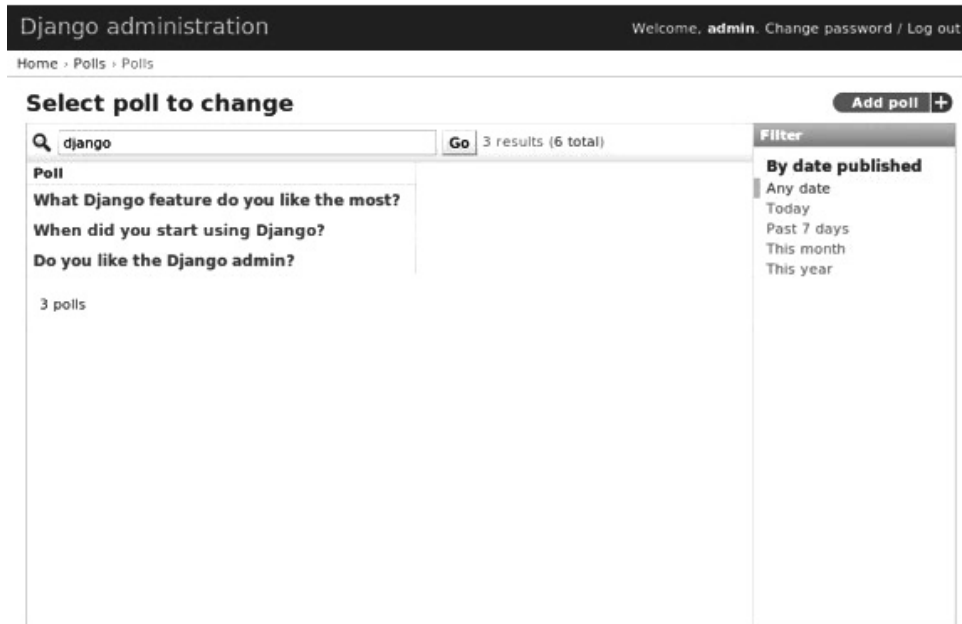 Django administration
Welcome, admin. Change password / Log out
Home › Polls › Polls
Select poll to change
Add poll +
django
Go
3 results (6 total)
Poll
What Django feature do you like the most?
When did you start using Django?
Do you like the Django admin?
3 polls
Filter
By date published
Any date
Today
Past 7 days
This month
This year